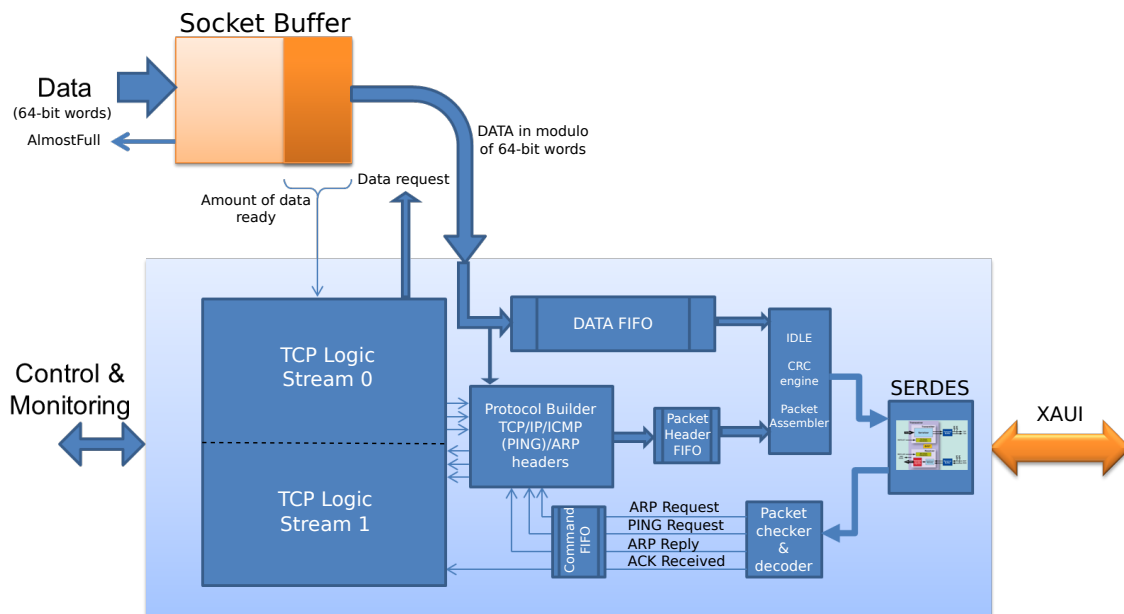 Socket Buffer
Data
(64-bit words)
AlmostFull
DATA in modulo
of 64-bit words
Data request
Amount of data
ready
TCP Logic
Stream 0
TCP Logic
Stream 1
DATA FIFO
IDLE
CRC
engine
Packet
Assembler
Control &
Monitoring
Protocol Builder
TCP/IP/ICMP
(PING)/ARP
headers
Packet
Header
FIFO
SERDES
XAUI
Command
FIFO
ARP Request
PING Request
ARP Reply
ACK Received
Packet
checker
&
decoder